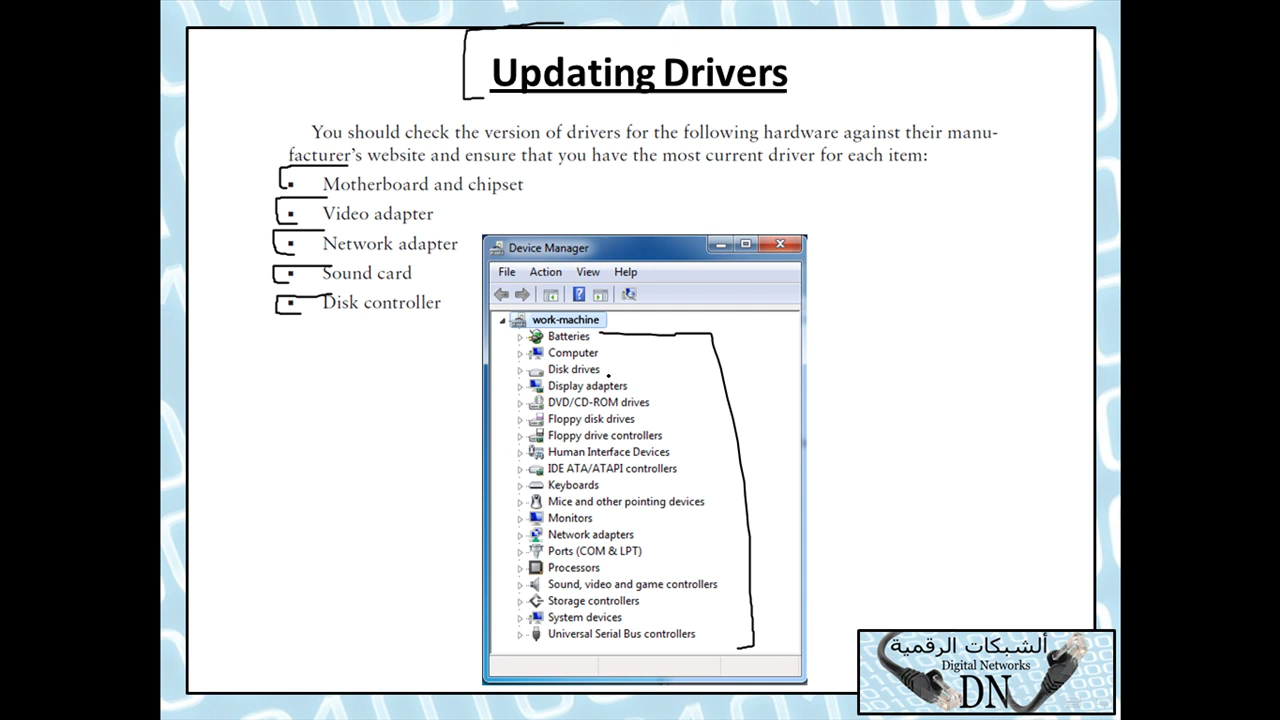 Updating Drivers
You should check the version of drivers for the following hardware against their manu-
facturer's website and ensure that you have the most current driver for each item:
▪ Motherboard and chipset
▪ Video adapter
▪ Network adapter
▪ Sound card
▪ Disk controller
Device Manager
File Action View Help
work-machine
Batteries
Computer
Disk drives
Display adapters
DVD/CD-ROM drives
Floppy disk drives
Floppy drive controllers
Human Interface Devices
IDE ATA/ATAPI controllers
Keyboards
Mice and other pointing devices
Monitors
Network adapters
Ports (COM & LPT)
Processors
Sound, video and game controllers
Storage controllers
System devices
Universal Serial Bus controllers
ألشبكات الرقمية
Digital Networks
DN